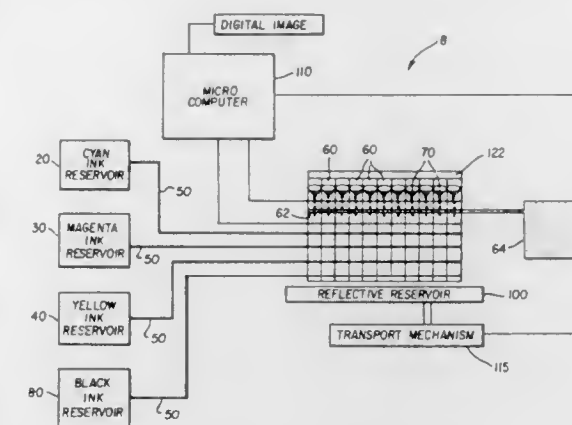 DIGITAL IMAGE
8
110
MICRO
COMPUTER
20
CYAN
INK
RESERVOIR
50
60
60
70
122
62
64
30
MAGENTA
INK
RESERVOIR
50
REFLECTIVE RESERVOIR
100
40
YELLOW
INK
RESERVOIR
50
TRANSPORT MECHANISM
115
80
BLACK
INK
RESERVOIR
50